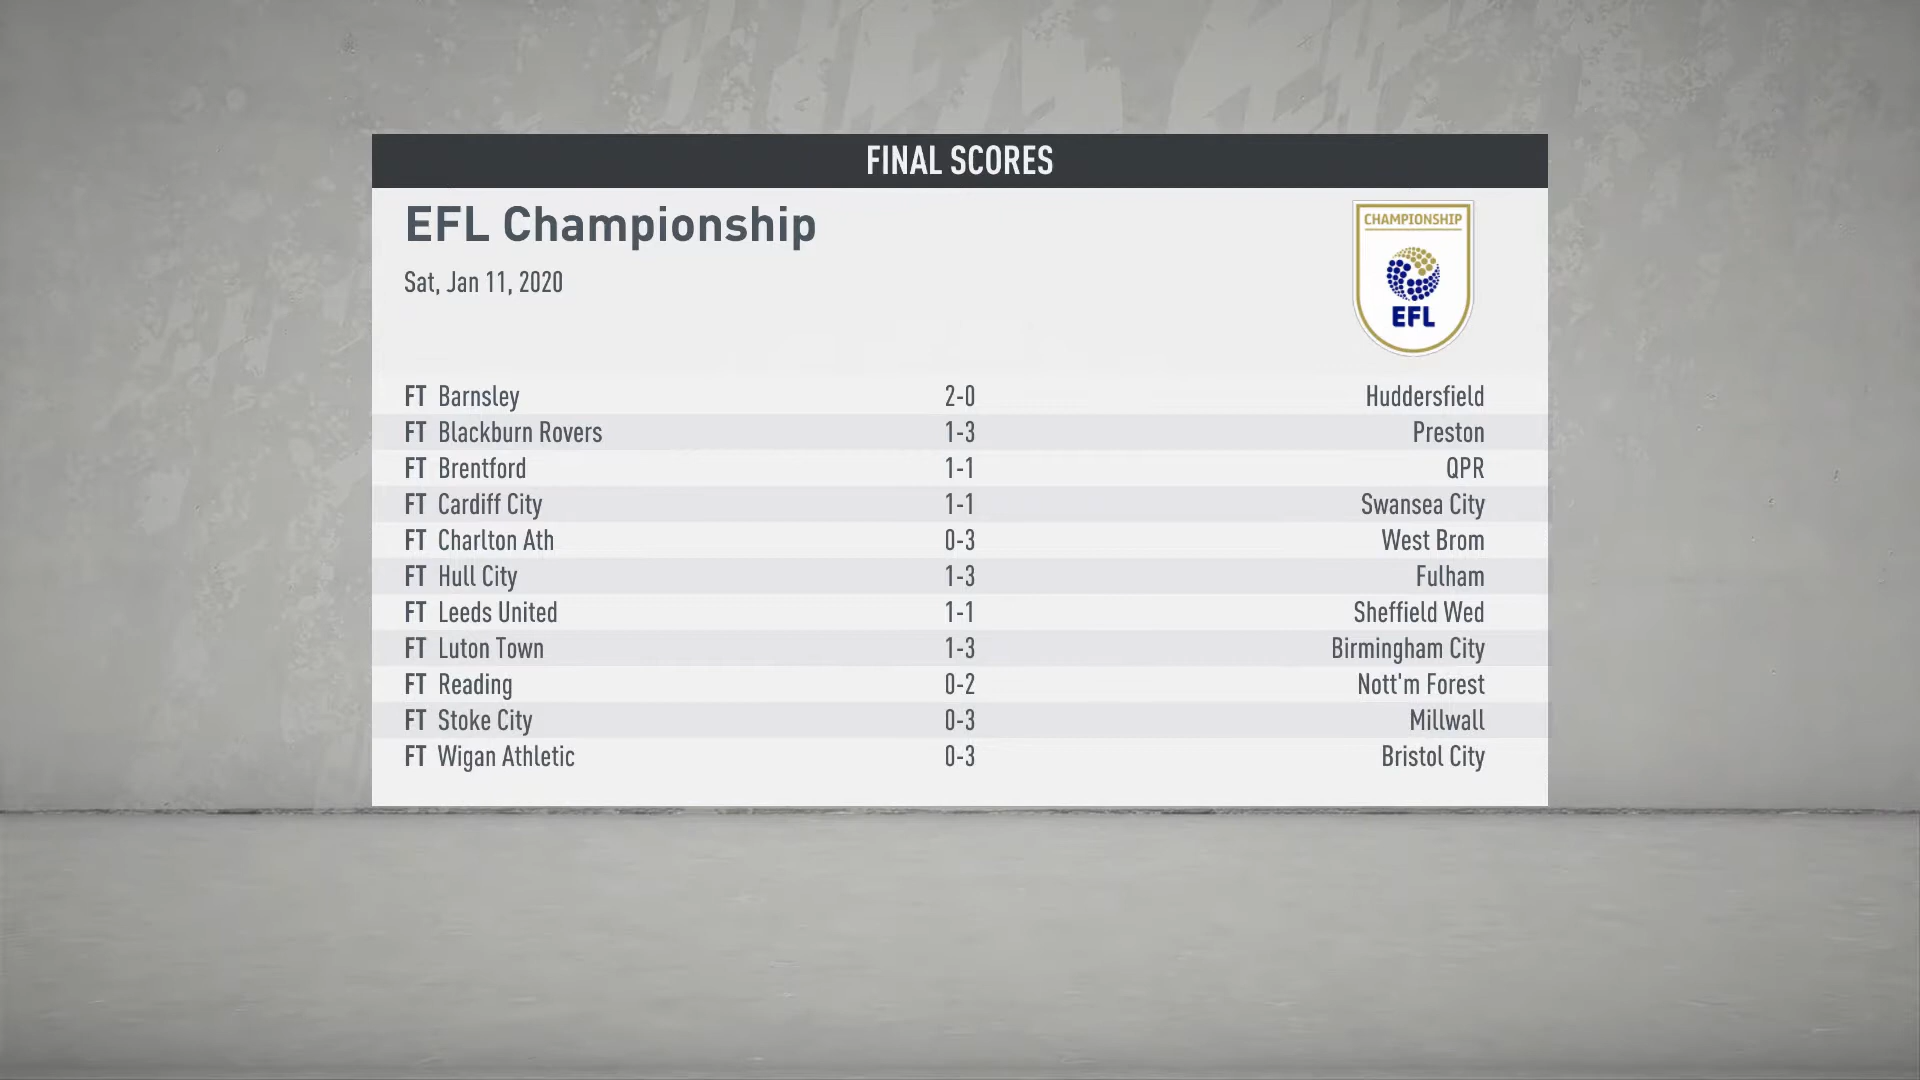 FINAL SCORES
EFL Championship
Sat, Jan 11, 2020
CHAMPIONSHIP
EFL
FT Barnsley 2-0 Huddersfield
FT Blackburn Rovers 1-3 Preston
FT Brentford 1-1 QPR
FT Cardiff City 1-1 Swansea City
FT Charlton Ath 0-3 West Brom
FT Hull City 1-3 Fulham
FT Leeds United 1-1 Sheffield Wed
FT Luton Town 1-3 Birmingham City
FT Reading 0-2 Nott'm Forest
FT Stoke City 0-3 Millwall
FT Wigan Athletic 0-3 Bristol City